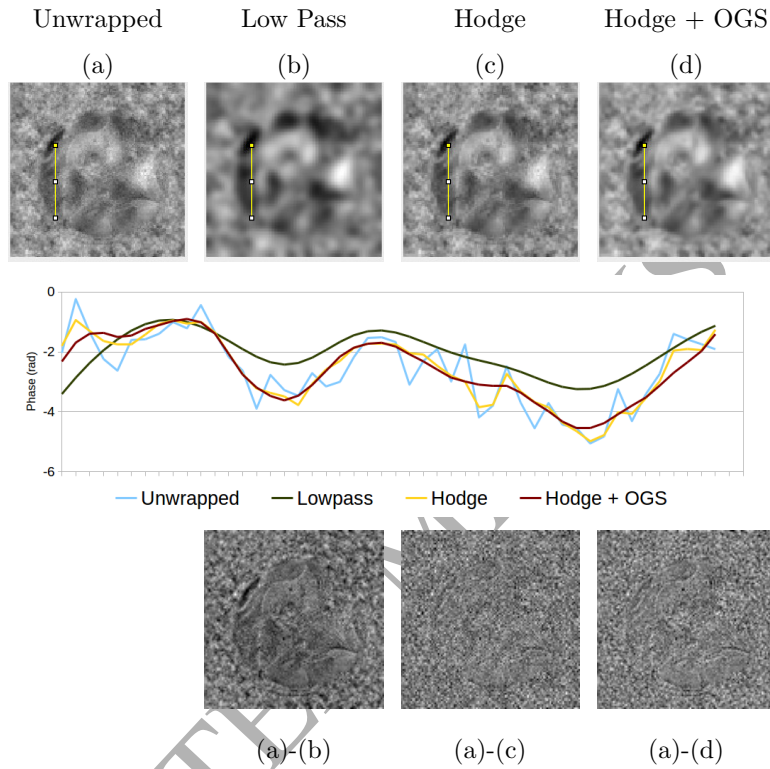 Unwrapped Low Pass Hodge Hodge + OGS
(a) (b) (c) (d)
0
-2
-4
-6
Phase (rad)
Unwrapped Lowpass Hodge Hodge + OGS
(a)-(b) (a)-(c) (a)-(d)